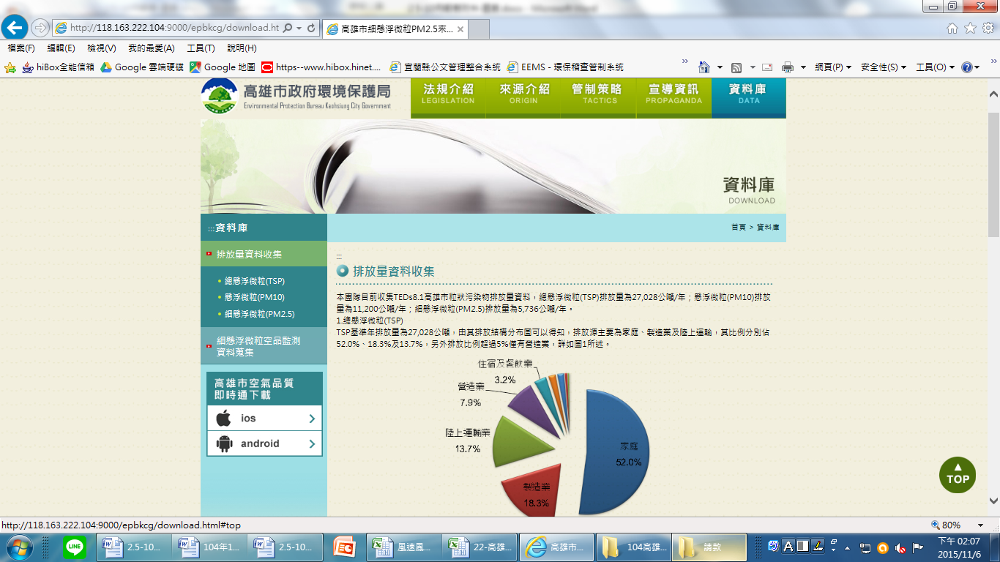 http://118.163.222.104:9000/epbkcg/download.ht
高雄市細懸浮微粒PM2.5來...
檔案(F) 編輯(E) 檢視(V) 我的最愛(A) 工具(T) 說明(H)
hiBox全能信箱 Google 雲端硬碟 Google 地圖 https--www.hibox.hinet.... 宜蘭縣公文管理整合系統 EEMS - 環保稽查管制系統
網頁(P) 安全性(S) 工具(O)
高雄市政府環境保護局
Environmental Protection Bureau Kaohsiung City Government
法規介紹 來源介紹 管制策略 宣導資訊 資料庫
LEGISLATION ORIGIN TACTICS PROPAGANDA DATA
資料庫
DOWNLOAD
:::資料庫
首頁 > 資料庫
排放量資料收集
總懸浮微粒(TSP)
懸浮微粒(PM10)
細懸浮微粒(PM2.5)
細懸浮微粒空品監測
資料蒐集
高雄市空氣品質
即時通下載
ios
android
:::
排放量資料收集
本團隊目前收集TEDs8.1高雄市粒狀污染物排放量資料，總懸浮微粒(TSP)排放量為27,028公噸/年；懸浮微粒(PM10)排放
量為11,200公噸/年；細懸浮微粒(PM2.5)排放量為5,736公噸/年。
1.總懸浮微粒(TSP)
TSP基準年排放量為27,028公噸，由其排放結構分布圖可以得知，排放源主要為家庭、製造業及陸上運輸，其比例分別佔
52.0%、18.3%及13.7%，另外排放比例超過5%僅有營造業，詳如圖1所述。
住宿及餐飲業
3.2%
營造業
7.9%
陸上運輸業
13.7%
家庭
52.0%
製造業
18.3%
TOP
http://118.163.222.104:9000/epbkcg/download.html#top
80%
LINE
2.5-10... 104年1... 2.5-10... 風速風... 22-高雄... 高雄市... 104高雄... 請款
下午 02:07
2015/11/6